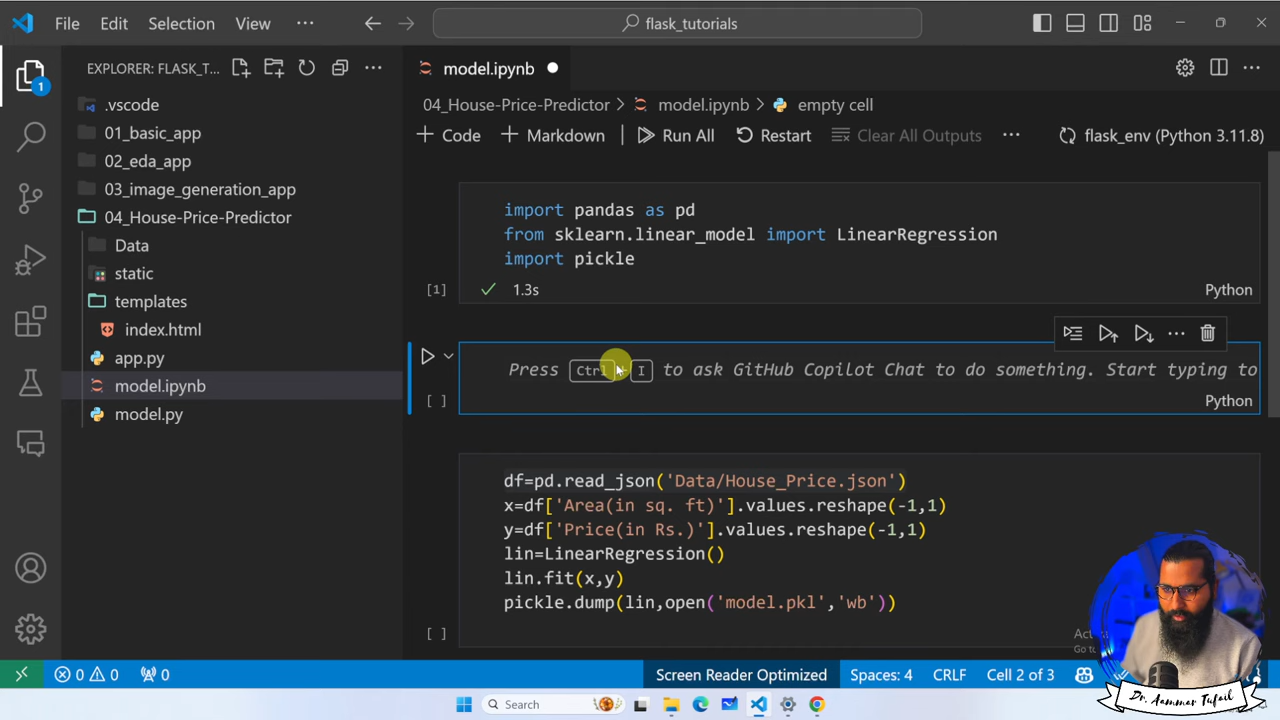 File Edit Selection View ··· flask_tutorials
EXPLORER: FLASK_T... ···
1
model.ipynb
04_House-Price-Predictor > model.ipynb > empty cell
+ Code + Markdown Run All Restart Clear All Outputs ··· flask_env (Python 3.11.8)
.vscode
01_basic_app
02_eda_app
03_image_generation_app
04_House-Price-Predictor
Data
static
templates
index.html
app.py
model.ipynb
model.py
import pandas as pd
from sklearn.linear_model import LinearRegression
import pickle
[1] 1.3s Python
Press Ctrl + I to ask GitHub Copilot Chat to do something. Start typing to
[ ] Python
df=pd.read_json('Data/House_Price.json')
x=df['Area(in sq. ft)'].values.reshape(-1,1)
y=df['Price(in Rs.)'].values.reshape(-1,1)
lin=LinearRegression()
lin.fit(x,y)
pickle.dump(lin,open('model.pkl','wb'))
[ ]
0 0 0 Screen Reader Optimized Spaces: 4 CRLF Cell 2 of 3
Search
Dr. Aammar Tufail